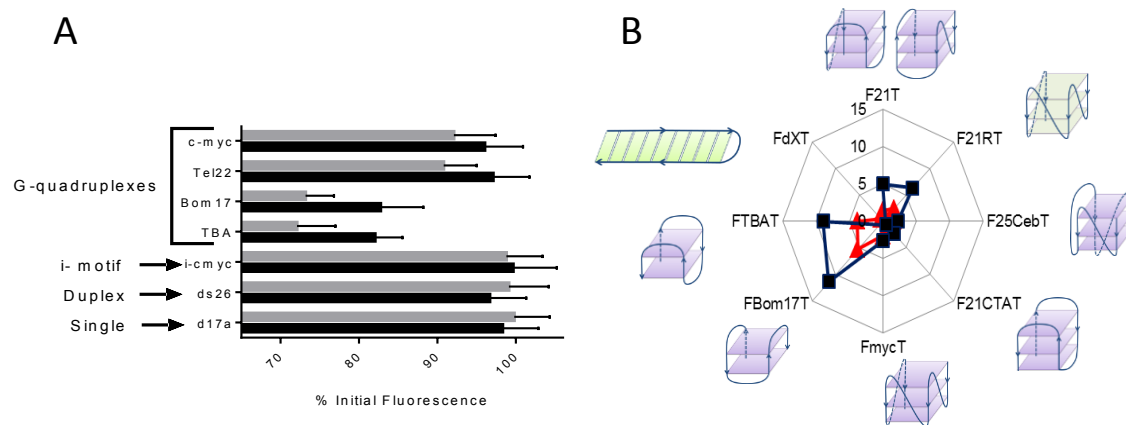 A
c-myc
Tel22
G-quadruplexes
Bom17
TBA
i- motif
i-cmyc
Duplex
ds26
Single
d17a
70
80
90
100
% Initial Fluorescence
B
F21T
15
FdXT
F21RT
10
5
FTBAT
0
F25CebT
FBom17T
F21CTAT
FmycT